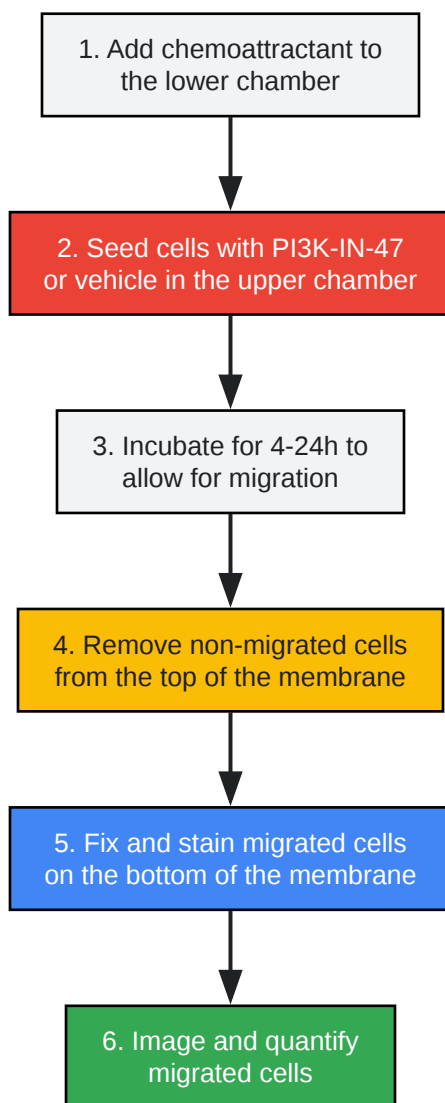 1. Add chemoattractant to
the lower chamber
2. Seed cells with PI3K-IN-47
or vehicle in the upper chamber
3. Incubate for 4-24h to
allow for migration
4. Remove non-migrated cells
from the top of the membrane
5. Fix and stain migrated cells
on the bottom of the membrane
6. Image and quantify
migrated cells